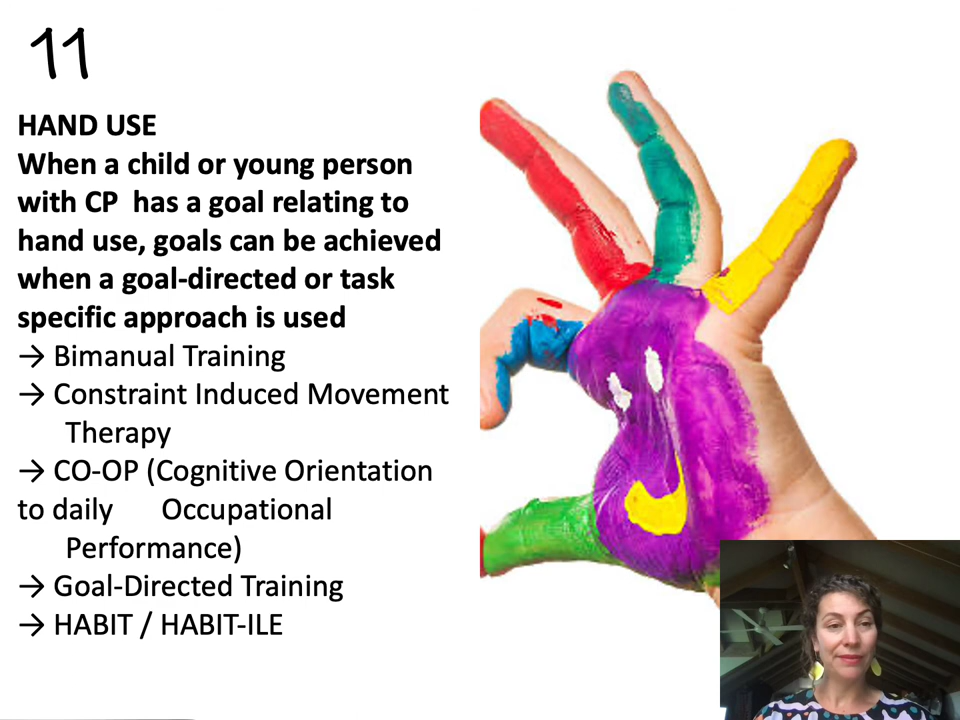 11
HAND USE
When a child or young person
with CP has a goal relating to
hand use, goals can be achieved
when a goal-directed or task
specific approach is used
→ Bimanual Training
→ Constraint Induced Movement
Therapy
→ CO-OP (Cognitive Orientation
to daily Occupational
Performance)
→ Goal-Directed Training
→ HABIT / HABIT-ILE